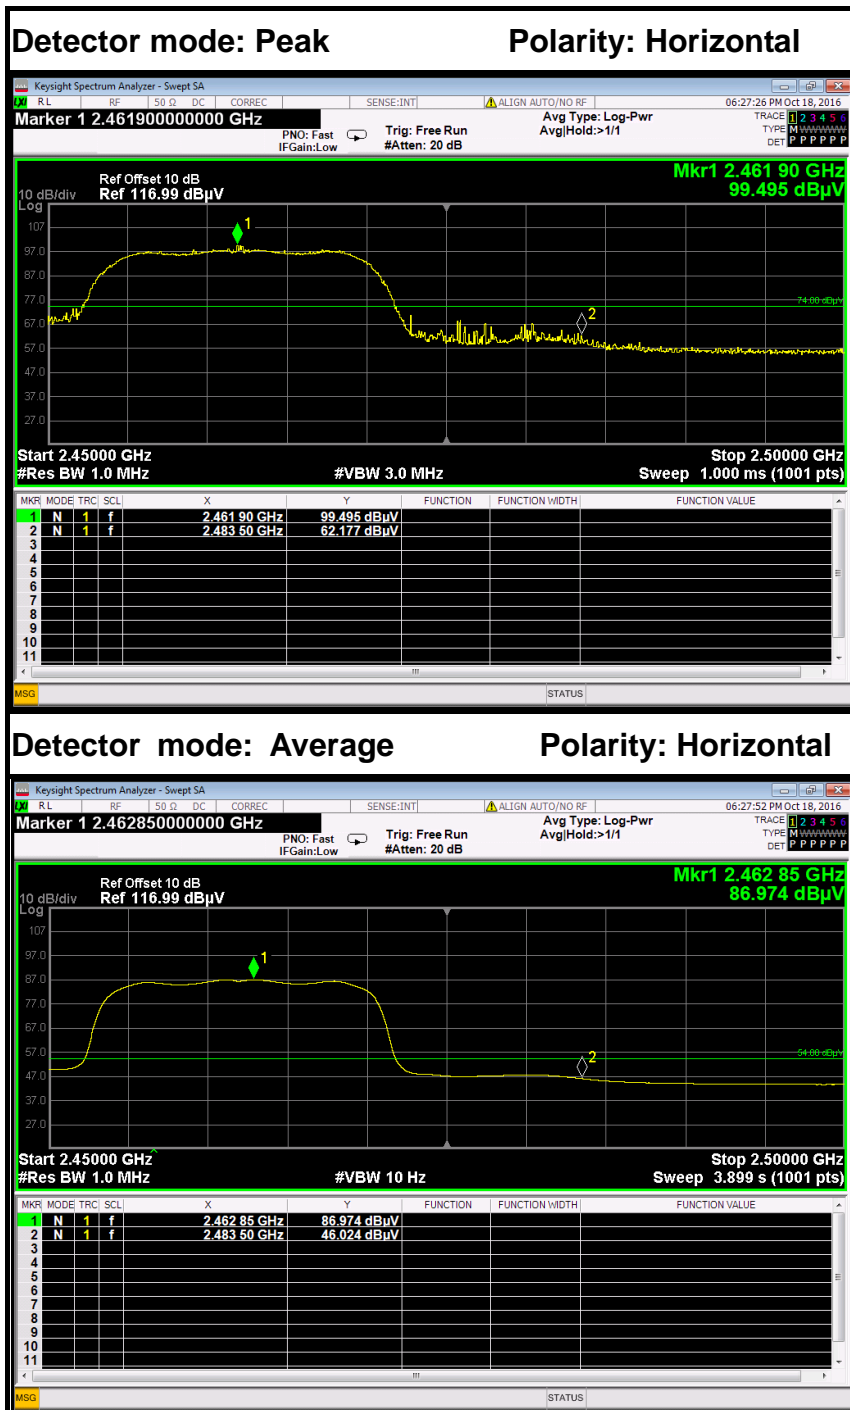 Detector mode: Peak Polarity: Horizontal
Keysight Spectrum Analyzer - Swept SA
LXI RL RF 50 Ω DC CORREC SENSE:INT ALIGN AUTO/NO RF 06:27:26 PM Oct 18, 2016
Marker 1 2.461900000000 GHz
PNO: Fast
IFGain:Low
Trig: Free Run
#Atten: 20 dB
Avg Type: Log-Pwr
Avg|Hold:>1/1
TRACE 1 2 3 4 5 6
TYPE M W W W W W
DET P P P P P P
Mkr1 2.461 90 GHz
99.495 dBµV
Ref Offset 10 dB
10 dB/div Ref 116.99 dBµV
Log
107
97.0
87.0
77.0
67.0
57.0
47.0
37.0
27.0
1
74.00 dBµV
2
Start 2.45000 GHz Stop 2.50000 GHz
#Res BW 1.0 MHz #VBW 3.0 MHz Sweep 1.000 ms (1001 pts)
MKR MODE TRC SCL X Y FUNCTION FUNCTION WIDTH FUNCTION VALUE
1 N 1 f 2.461 90 GHz 99.495 dBµV
2 N 1 f 2.483 50 GHz 62.177 dBµV
3
4
5
6
7
8
9
10
11
MSG STATUS
Detector mode: Average Polarity: Horizontal
Keysight Spectrum Analyzer - Swept SA
LXI RL RF 50 Ω DC CORREC SENSE:INT ALIGN AUTO/NO RF 06:27:52 PM Oct 18, 2016
Marker 1 2.462850000000 GHz
PNO: Fast
IFGain:Low
Trig: Free Run
#Atten: 20 dB
Avg Type: Log-Pwr
Avg|Hold:>1/1
TRACE 1 2 3 4 5 6
TYPE M W W W W W
DET P P P P P P
Mkr1 2.462 85 GHz
86.974 dBµV
Ref Offset 10 dB
10 dB/div Ref 116.99 dBµV
Log
107
97.0
87.0
77.0
67.0
57.0
47.0
37.0
27.0
1
54.00 dBµV
2
Start 2.45000 GHz Stop 2.50000 GHz
#Res BW 1.0 MHz #VBW 10 Hz Sweep 3.899 s (1001 pts)
MKR MODE TRC SCL X Y FUNCTION FUNCTION WIDTH FUNCTION VALUE
1 N 1 f 2.462 85 GHz 86.974 dBµV
2 N 1 f 2.483 50 GHz 46.024 dBµV
3
4
5
6
7
8
9
10
11
MSG STATUS